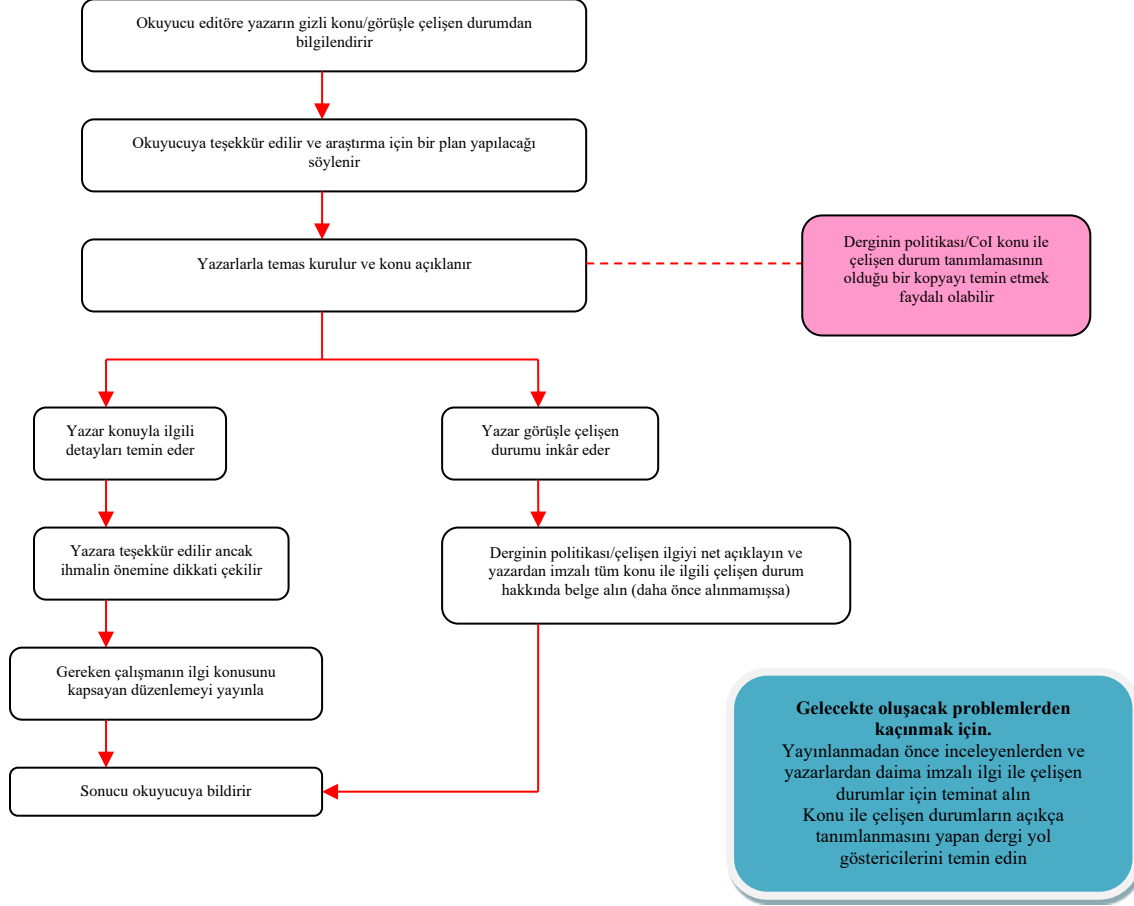 Okuyucu editöre yazarın gizli konu/görüşle çelişen durumdan
bilgilendirir
Okuyucuya teşekkür edilir ve araştırma için bir plan yapılacağı
söylenir
Yazarlarla temas kurulur ve konu açıklanır
Derginin politikası/CoI konu ile
çelişen durum tanımlamasının
olduğu bir kopyayı temin etmek
faydalı olabilir
Yazar konuyla ilgili
detayları temin eder
Yazar görüşle çelişen
durumu inkâr eder
Yazara teşekkür edilir ancak
ihmalin önemine dikkati çekilir
Derginin politikası/çelişen ilgiyi net açıklayın ve
yazardan imzalı tüm konu ile ilgili çelişen durum
hakkında belge alın (daha önce alınmamışsa)
Gereken çalışmanın ilgi konusunu
kapsayan düzenlemeyi yayınla
Sonucu okuyucuya bildirir
Gelecekte oluşacak problemlerden
kaçınmak için.
Yayınlanmadan önce inceleyenlerden ve
yazarlardan daima imzalı ilgi ile çelişen
durumlar için teminat alın
Konu ile çelişen durumların açıkça
tanımlanmasını yapan dergi yol
göstericilerini temin edin